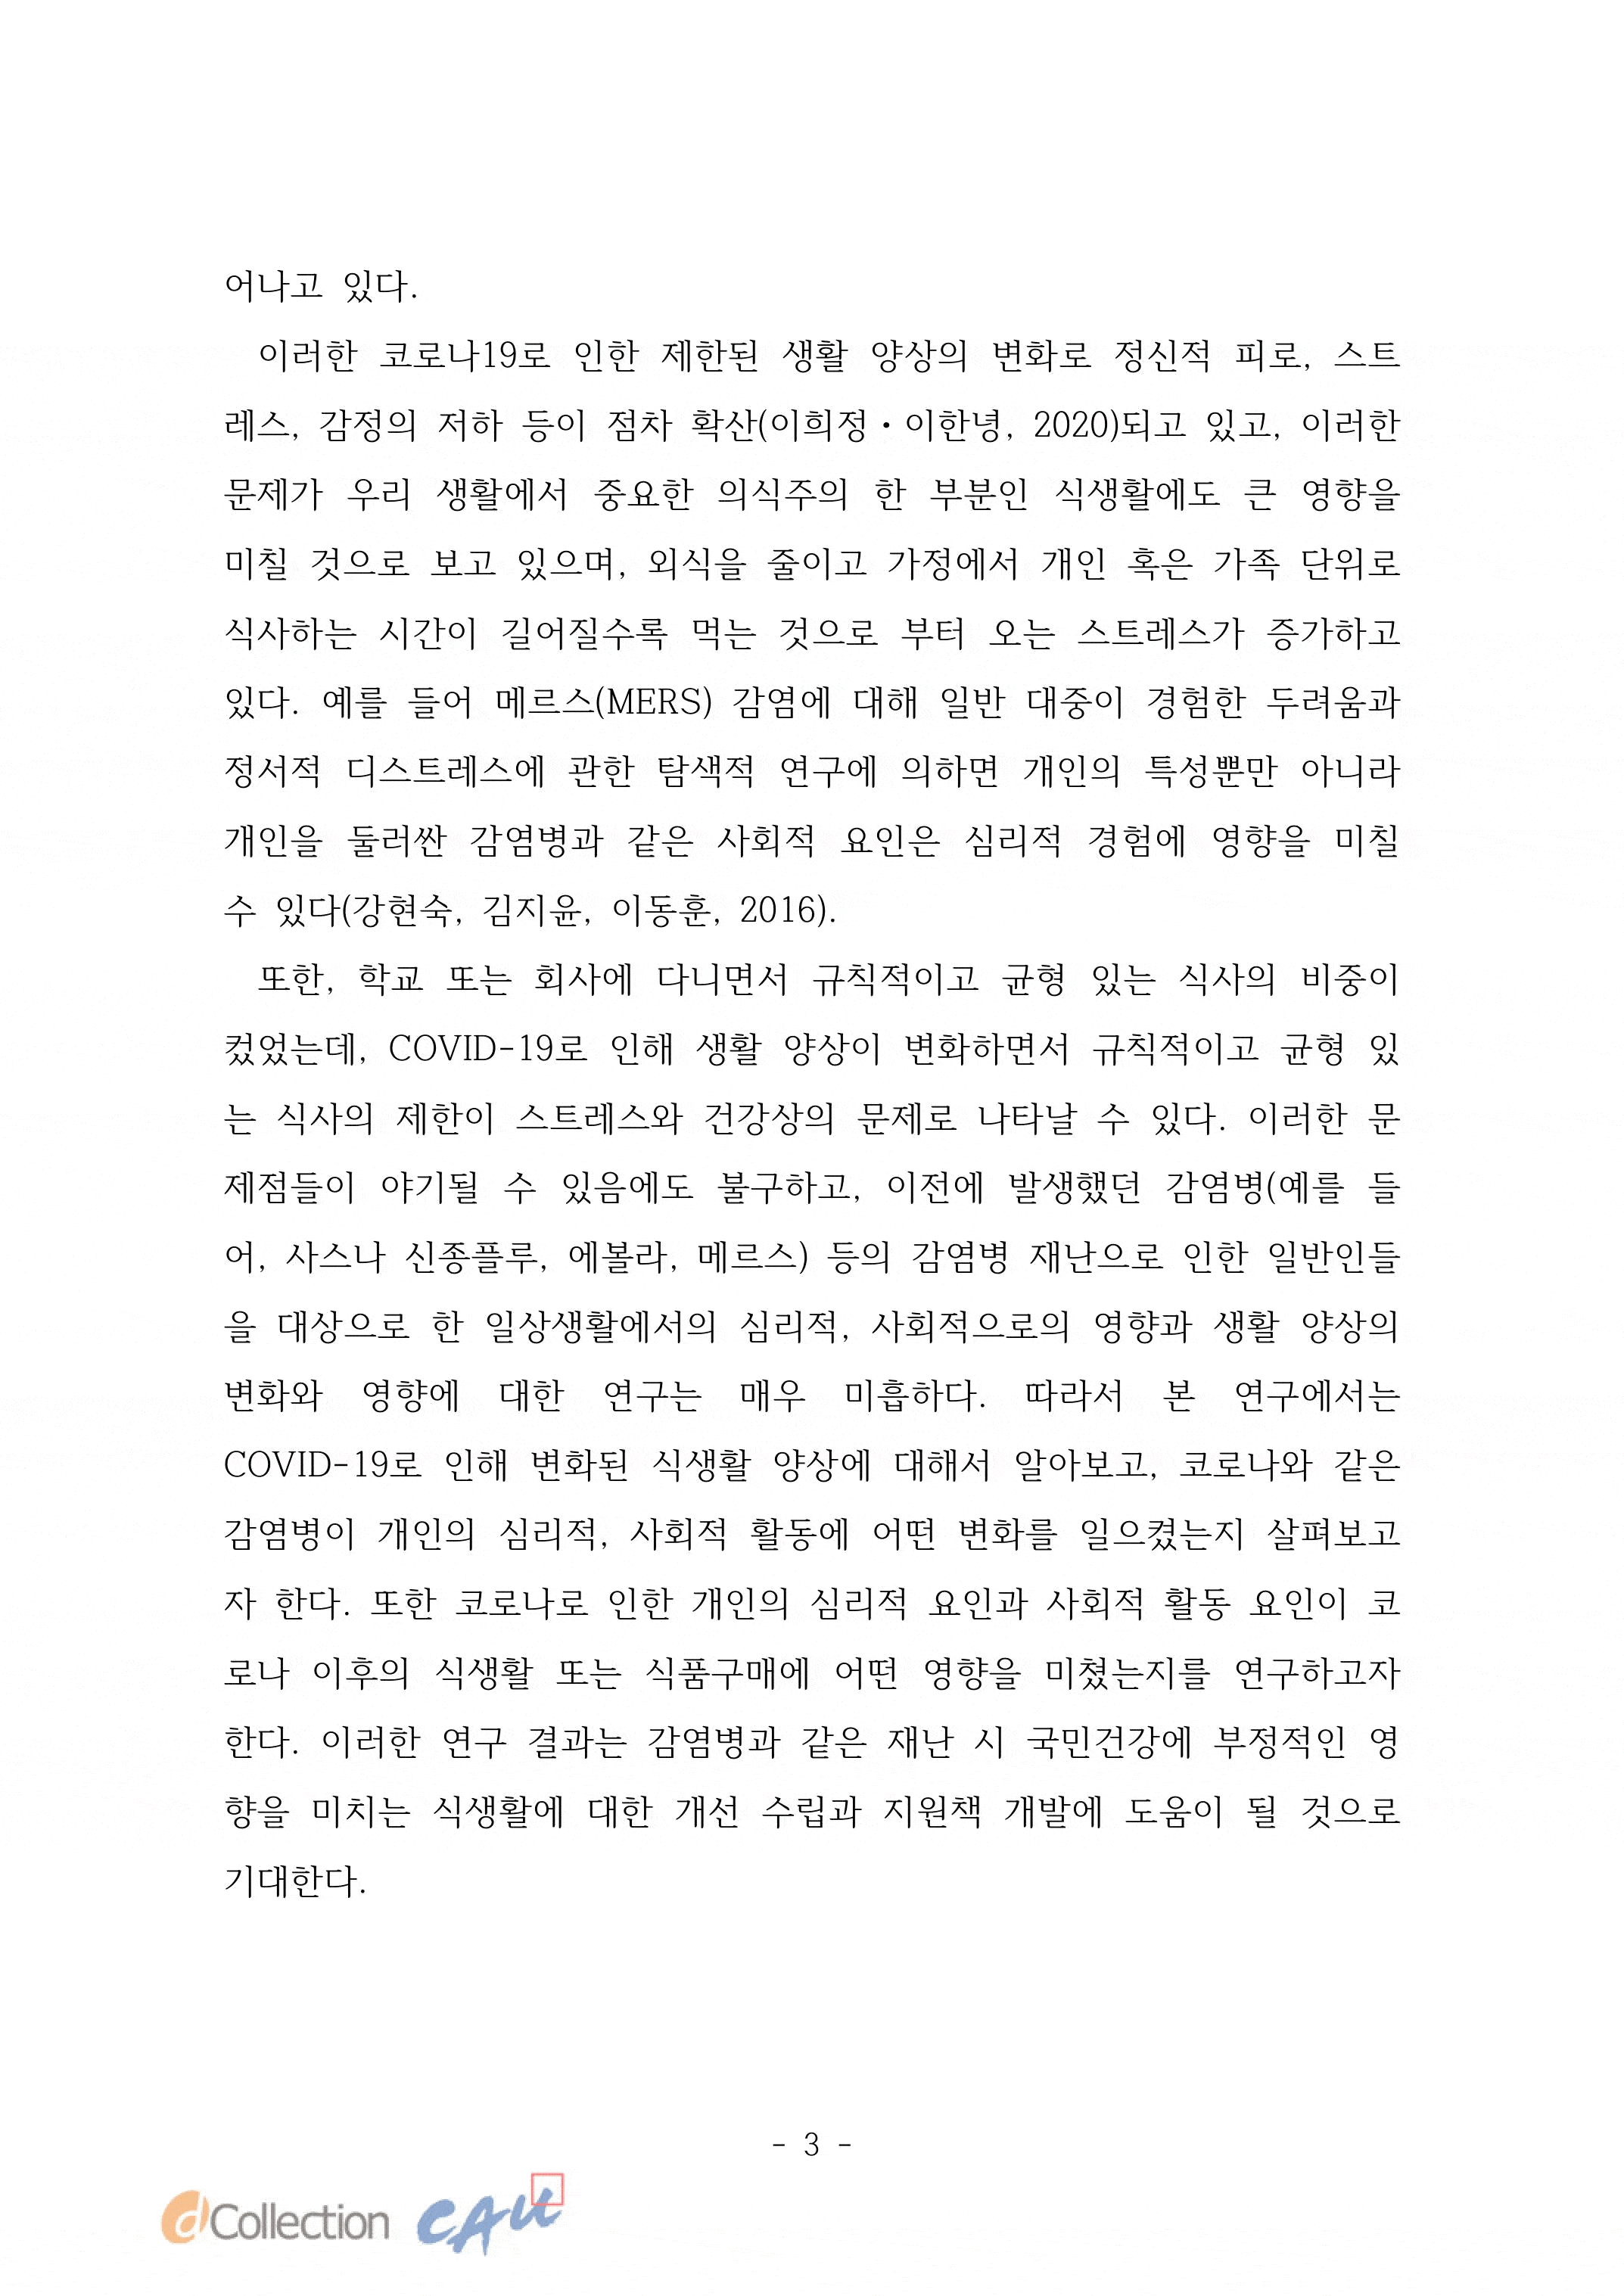 어나고 있다.
이러한 코로나19로 인한 제한된 생활 양상의 변화로 정신적 피로, 스트
레스, 감정의 저하 등이 점차 확산(이희정·이한녕, 2020)되고 있고, 이러한
문제가 우리 생활에서 중요한 의식주의 한 부분인 식생활에도 큰 영향을
미칠 것으로 보고 있으며, 외식을 줄이고 가정에서 개인 혹은 가족 단위로
식사하는 시간이 길어질수록 먹는 것으로 부터 오는 스트레스가 증가하고
있다. 예를 들어 메르스(MERS) 감염에 대해 일반 대중이 경험한 두려움과
정서적 디스트레스에 관한 탐색적 연구에 의하면 개인의 특성뿐만 아니라
개인을 둘러싼 감염병과 같은 사회적 요인은 심리적 경험에 영향을 미칠
수 있다(강현숙, 김지윤, 이동훈, 2016).
또한, 학교 또는 회사에 다니면서 규칙적이고 균형 있는 식사의 비중이
컸었는데, COVID-19로 인해 생활 양상이 변화하면서 규칙적이고 균형 있
는 식사의 제한이 스트레스와 건강상의 문제로 나타날 수 있다. 이러한 문
제점들이 야기될 수 있음에도 불구하고, 이전에 발생했던 감염병(예를 들
어, 사스나 신종플루, 에볼라, 메르스) 등의 감염병 재난으로 인한 일반인들
을 대상으로 한 일상생활에서의 심리적, 사회적으로의 영향과 생활 양상의
변화와 영향에 대한 연구는 매우 미흡하다. 따라서 본 연구에서는
COVID-19로 인해 변화된 식생활 양상에 대해서 알아보고, 코로나와 같은
감염병이 개인의 심리적, 사회적 활동에 어떤 변화를 일으켰는지 살펴보고
자 한다. 또한 코로나로 인한 개인의 심리적 요인과 사회적 활동 요인이 코
로나 이후의 식생활 또는 식품구매에 어떤 영향을 미쳤는지를 연구하고자
한다. 이러한 연구 결과는 감염병과 같은 재난 시 국민건강에 부정적인 영
향을 미치는 식생활에 대한 개선 수립과 지원책 개발에 도움이 될 것으로
기대한다.
- 3 -
dCollection CAU